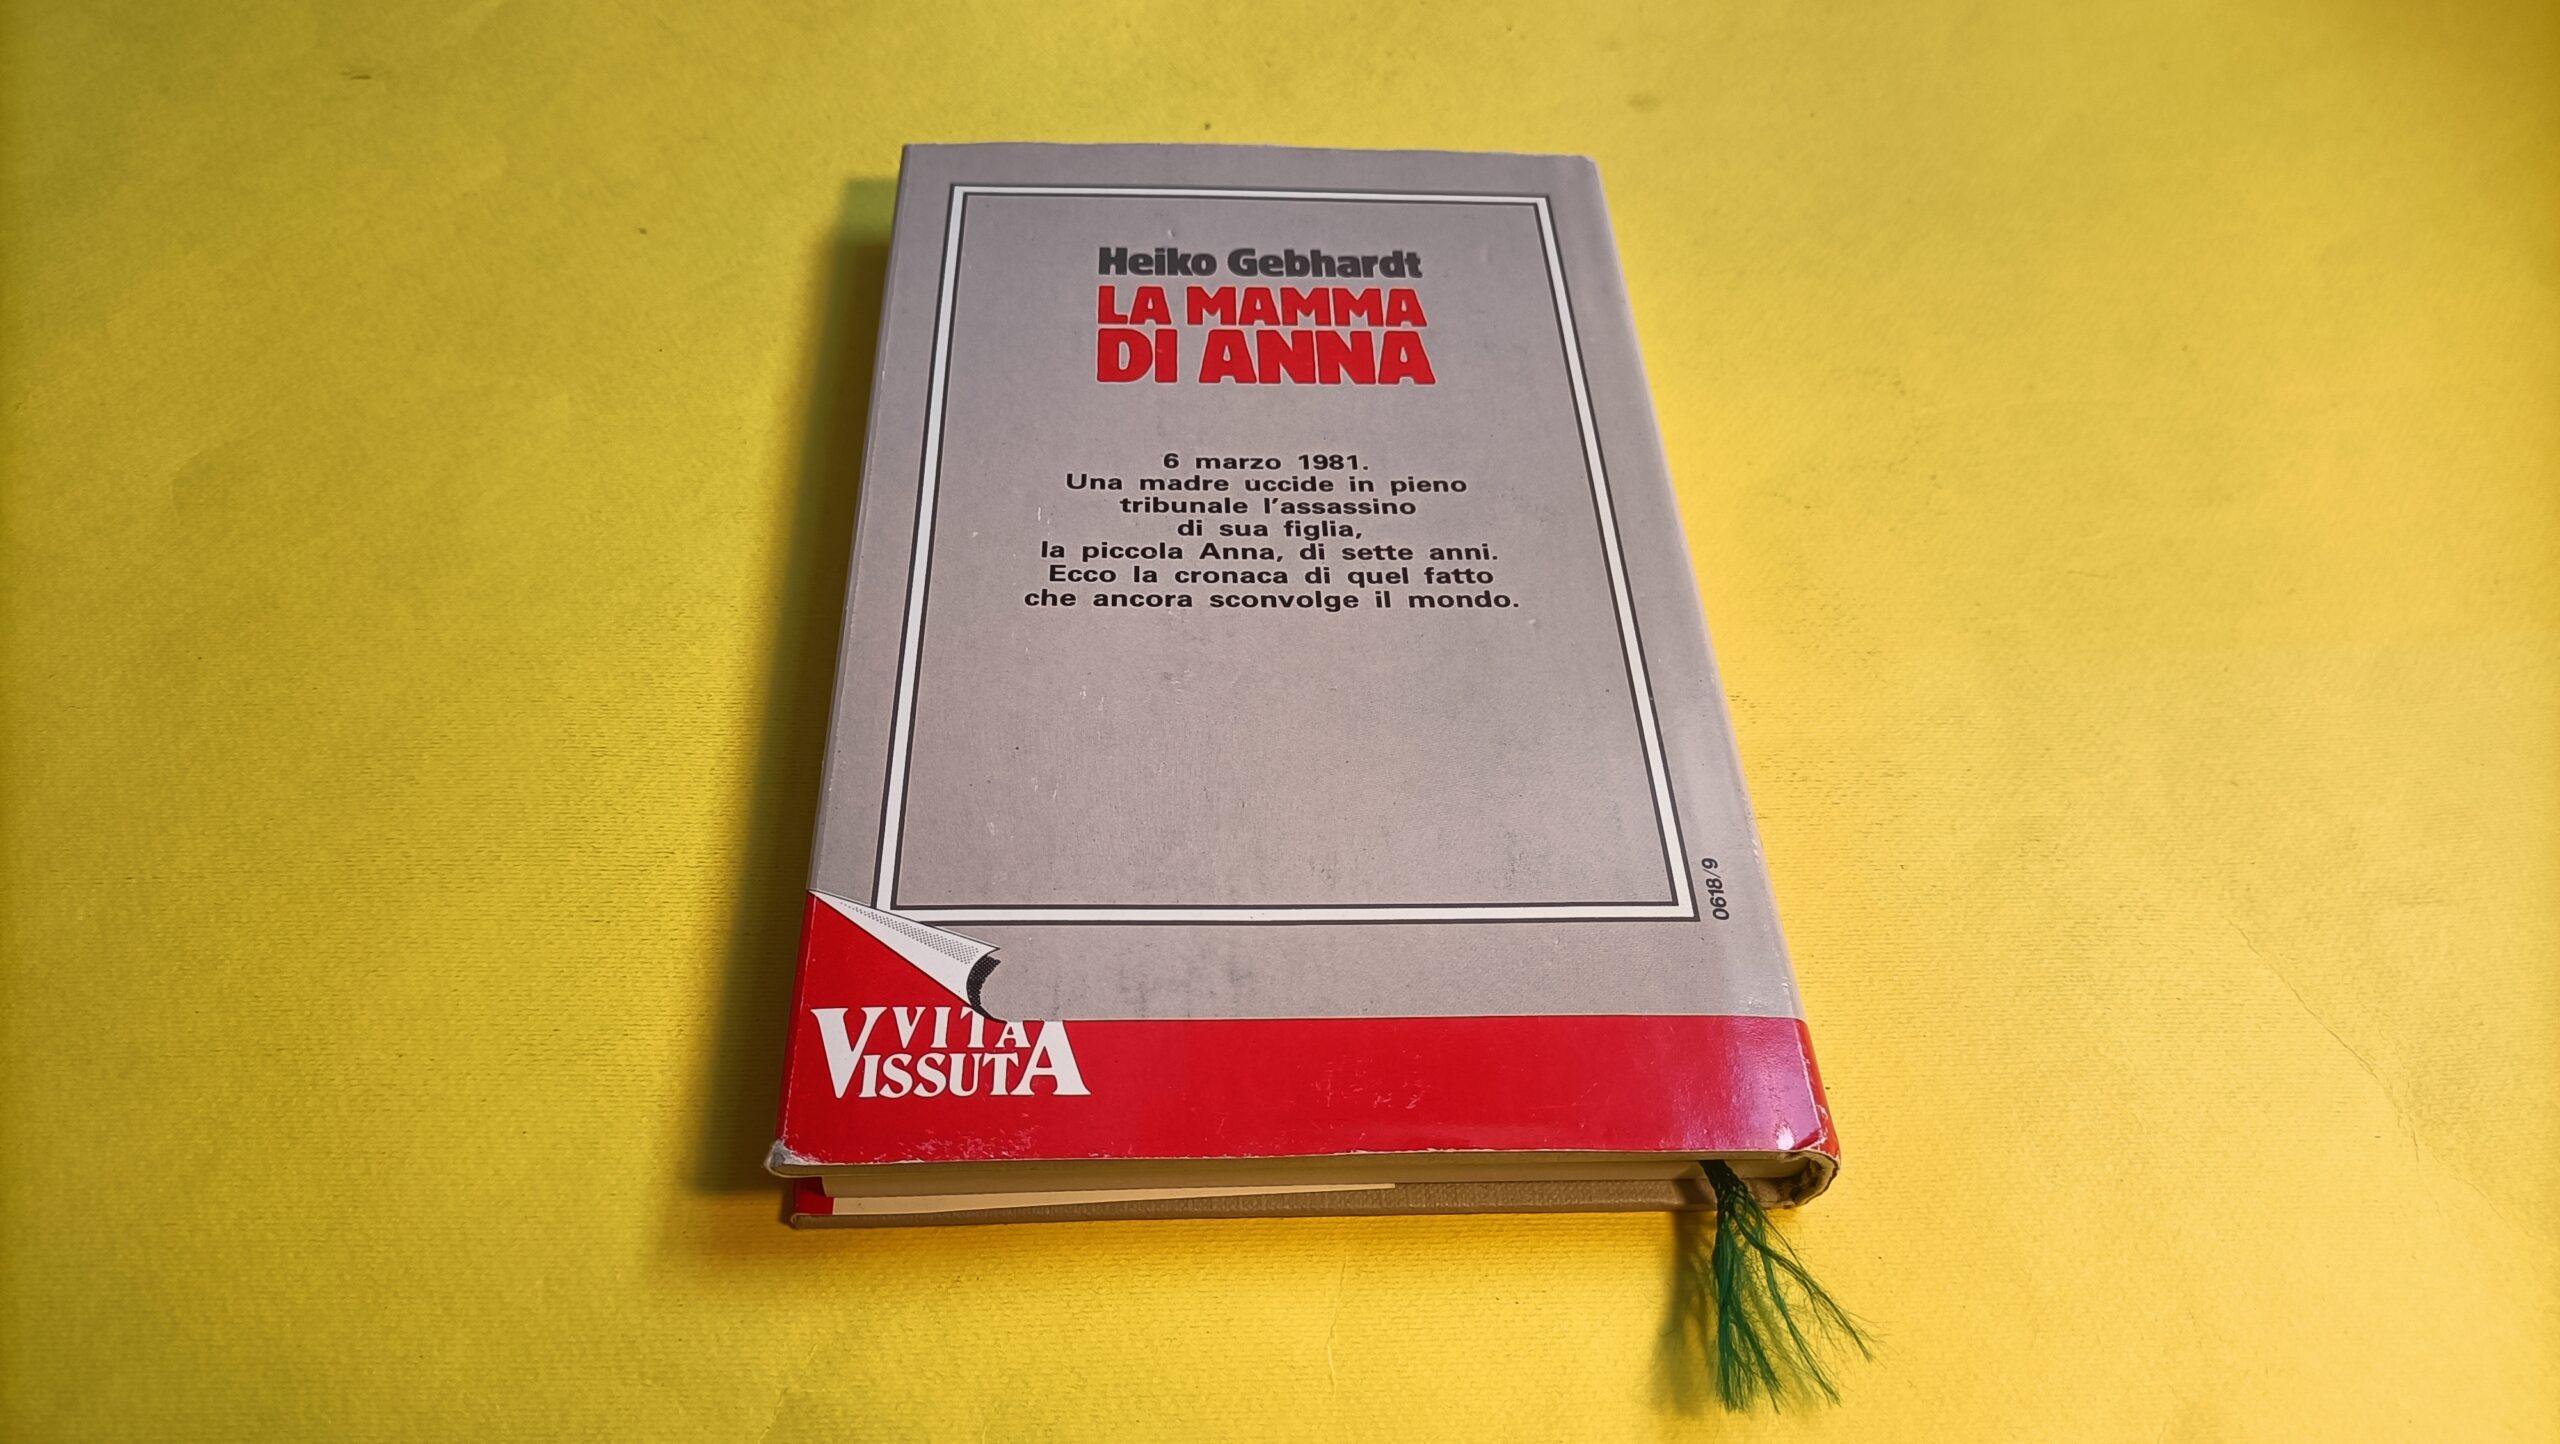 Heiko Gebhardt
LA MAMMA
DI ANNA
6 marzo 1981.
Una madre uccide in pieno
tribunale l'assassino
di sua figlia,
la piccola Anna, di sette anni.
Ecco la cronaca di quel fatto
che ancora sconvolge il mondo.
0618/9
VITA
VISSUTA